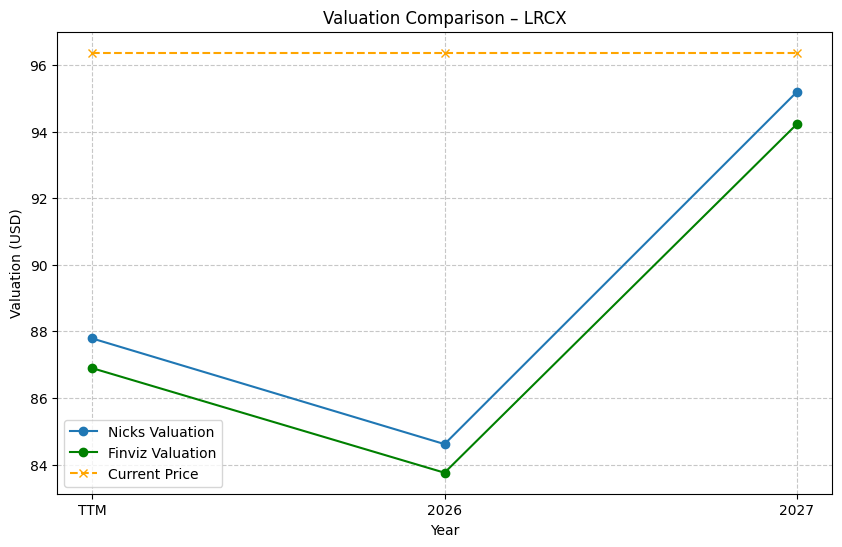 Valuation Comparison – LRCX
Valuation (USD)
96
94
92
90
88
86
84
Nicks Valuation
Finviz Valuation
Current Price
TTM 2026 2027
Year